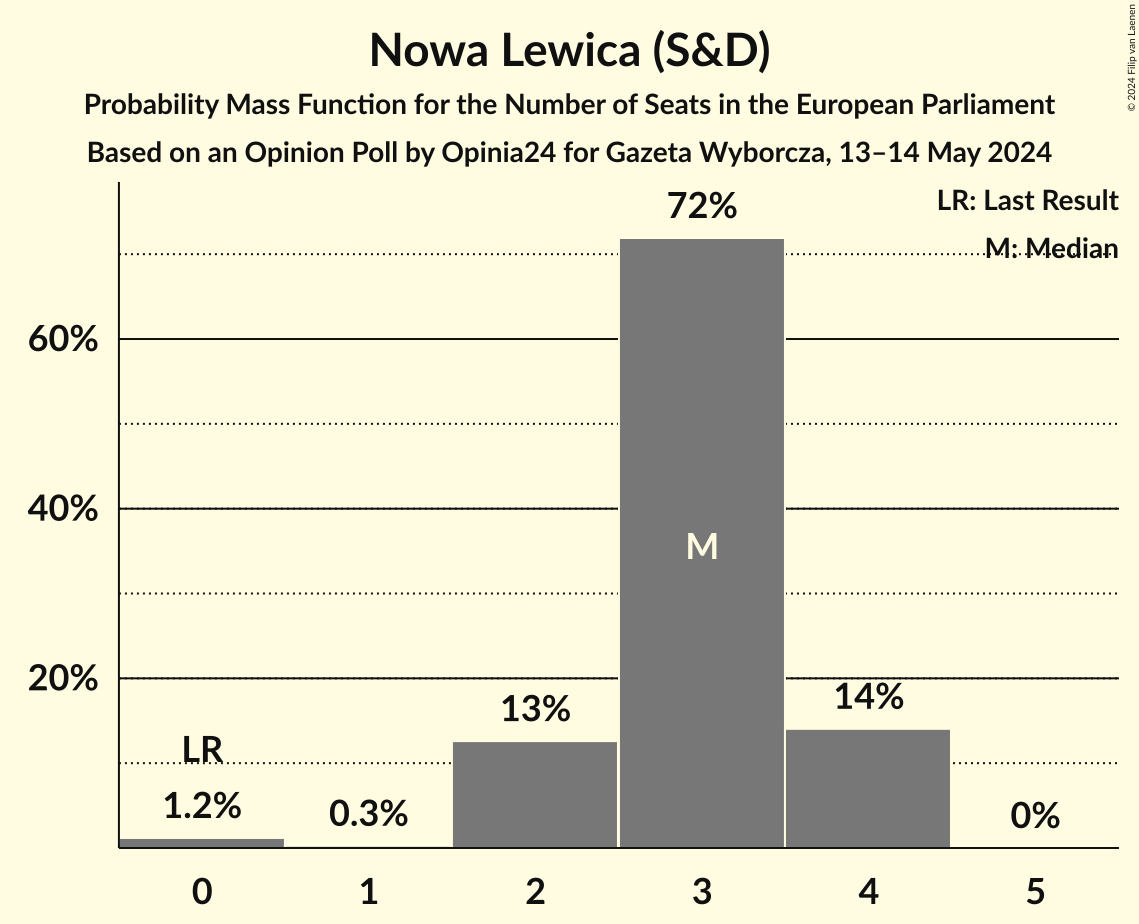 Nowa Lewica (S&D)
Probability Mass Function for the Number of Seats in the European Parliament
Based on an Opinion Poll by Opinia24 for Gazeta Wyborcza, 13–14 May 2024
© 2024 Filip van Laenen
LR: Last Result
M: Median
72%
60%
40%
M
20%
14%
13%
LR
1.2%
0.3%
0%
0 1 2 3 4 5